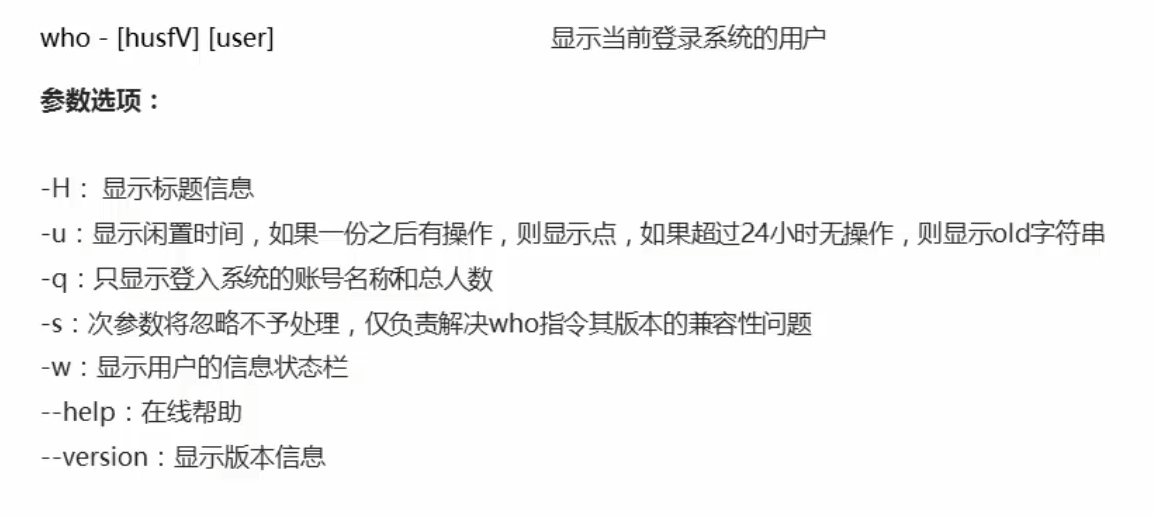 who - [husfV] [user] 显示当前登录系统的用户
参数选项：
-H： 显示标题信息
-u：显示闲置时间，如果一份之后有操作，则显示点，如果超过24小时无操作，则显示old字符串
-q：只显示登入系统的账号名称和总人数
-s：次参数将忽略不予处理，仅负责解决who指令其版本的兼容性问题
-w：显示用户的信息状态栏
--help：在线帮助
--version：显示版本信息